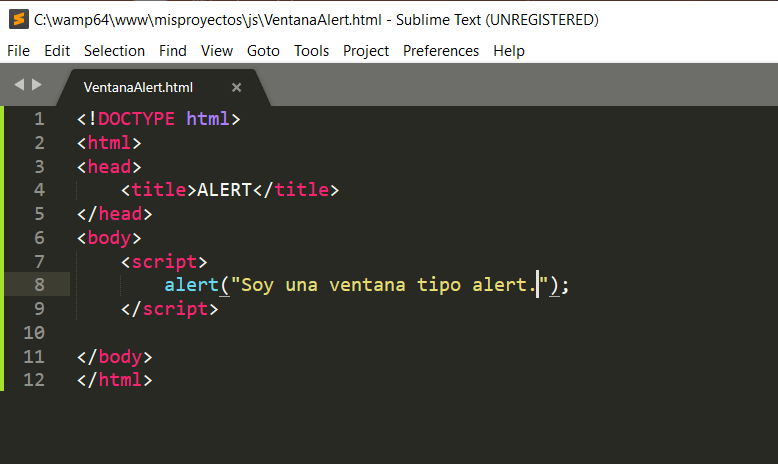 C:\wamp64\www\misproyectos\js\VentanaAlert.html - Sublime Text (UNREGISTERED)
File Edit Selection Find View Goto Tools Project Preferences Help
VentanaAlert.html ×
1 <!DOCTYPE html>
2 <html>
3 <head>
4     <title>ALERT</title>
5 </head>
6 <body>
7     <script>
8         alert("Soy una ventana tipo alert.");
9     </script>
10
11 </body>
12 </html>